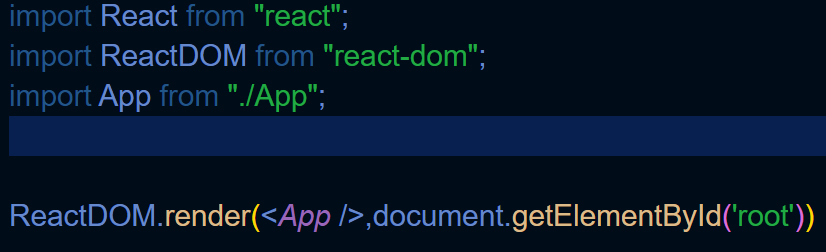 import React from "react";
import ReactDOM from "react-dom";
import App from "./App";
ReactDOM.render(<App />,document.getElementById('root'))